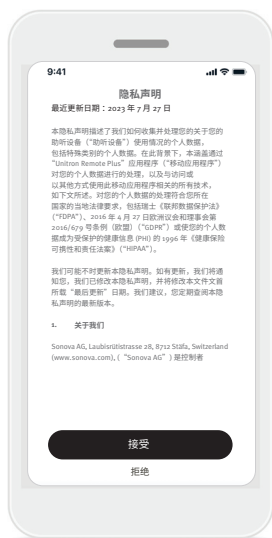 9:41
隐私声明
最近更新日期：2023 年 7 月 27 日
本隐私声明描述了我们如何收集并处理您的关于您的
助听设备（“助听设备”）使用情况的个人数据，
包括特殊类别的个人数据。在此背景下，本涵盖通过
“Unitron Remote Plus”应用程序（“移动应用程序”）
对您的个人数据进行的处理，以及与访问或
以其他方式使用此移动应用程序相关的所有技术，
如下文所述。对您的个人数据的处理符合您所在
国家的当地法律要求，包括瑞士《联邦数据保护法》
（“FDPA”）、2016 年 4 月 27 日欧洲议会和理事会第
2016/679 号条例（欧盟）（“GDPR”）或使您的个人数
据成为受保护的健康信息 (PHI) 的 1996 年《健康保险
可携性和责任法案》（“HIPAA”）。
我们可能不时更新本隐私声明。如有更新，我们将通
知您，我们已修改本隐私声明，并将修改本文件文首
所载“最后更新”日期。我们建议，您定期查阅本隐
私声明的最新版本。
1. 关于我们
Sonova AG, Laubisrütistrasse 28, 8712 Stäfa, Switzerland
(www.sonova.com), (“Sonova AG”) 是控制者
接受
拒绝